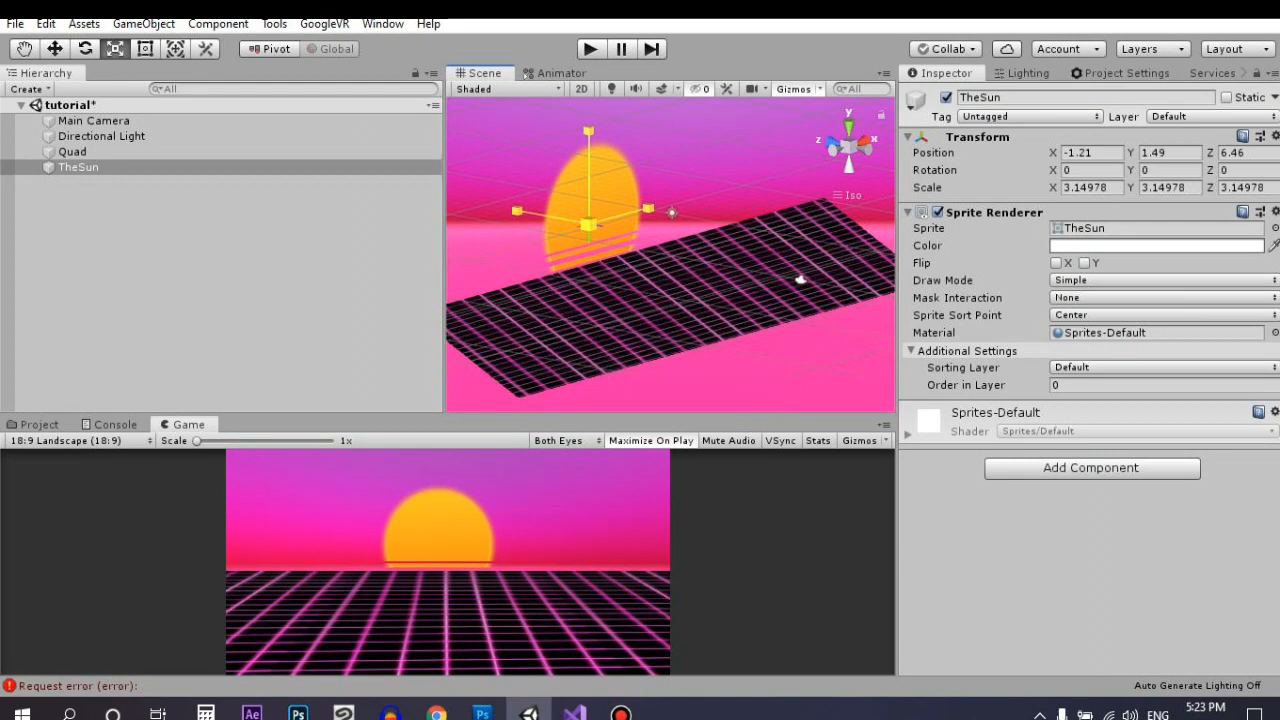 File Edit Assets GameObject Component Tools GoogleVR Window Help
Pivot Global Collab Account Layers Layout
Hierarchy
Create All
tutorial*
Main Camera
Directional Light
Quad
TheSun
Scene Animator
Shaded 2D 0 Gizmos All
y
z x
Iso
Inspector Lighting Project Settings Services
TheSun Static
Tag Untagged Layer Default
Transform
Position X -1.21 Y 1.49 Z 6.46
Rotation X 0 Y 0 Z 0
Scale X 3.14978 Y 3.14978 Z 3.14978
Sprite Renderer
Sprite TheSun
Color
Flip X Y
Draw Mode Simple
Mask Interaction None
Sprite Sort Point Center
Material Sprites-Default
Additional Settings
Sorting Layer Default
Order in Layer 0
Sprites-Default
Shader Sprites/Default
Add Component
Project Console Game
18:9 Landscape (18:9) Scale 1x Both Eyes Maximize On Play Mute Audio VSync Stats Gizmos
Request error (error):
Auto Generate Lighting Off
Ae Ps Ps ENG 5:23 PM